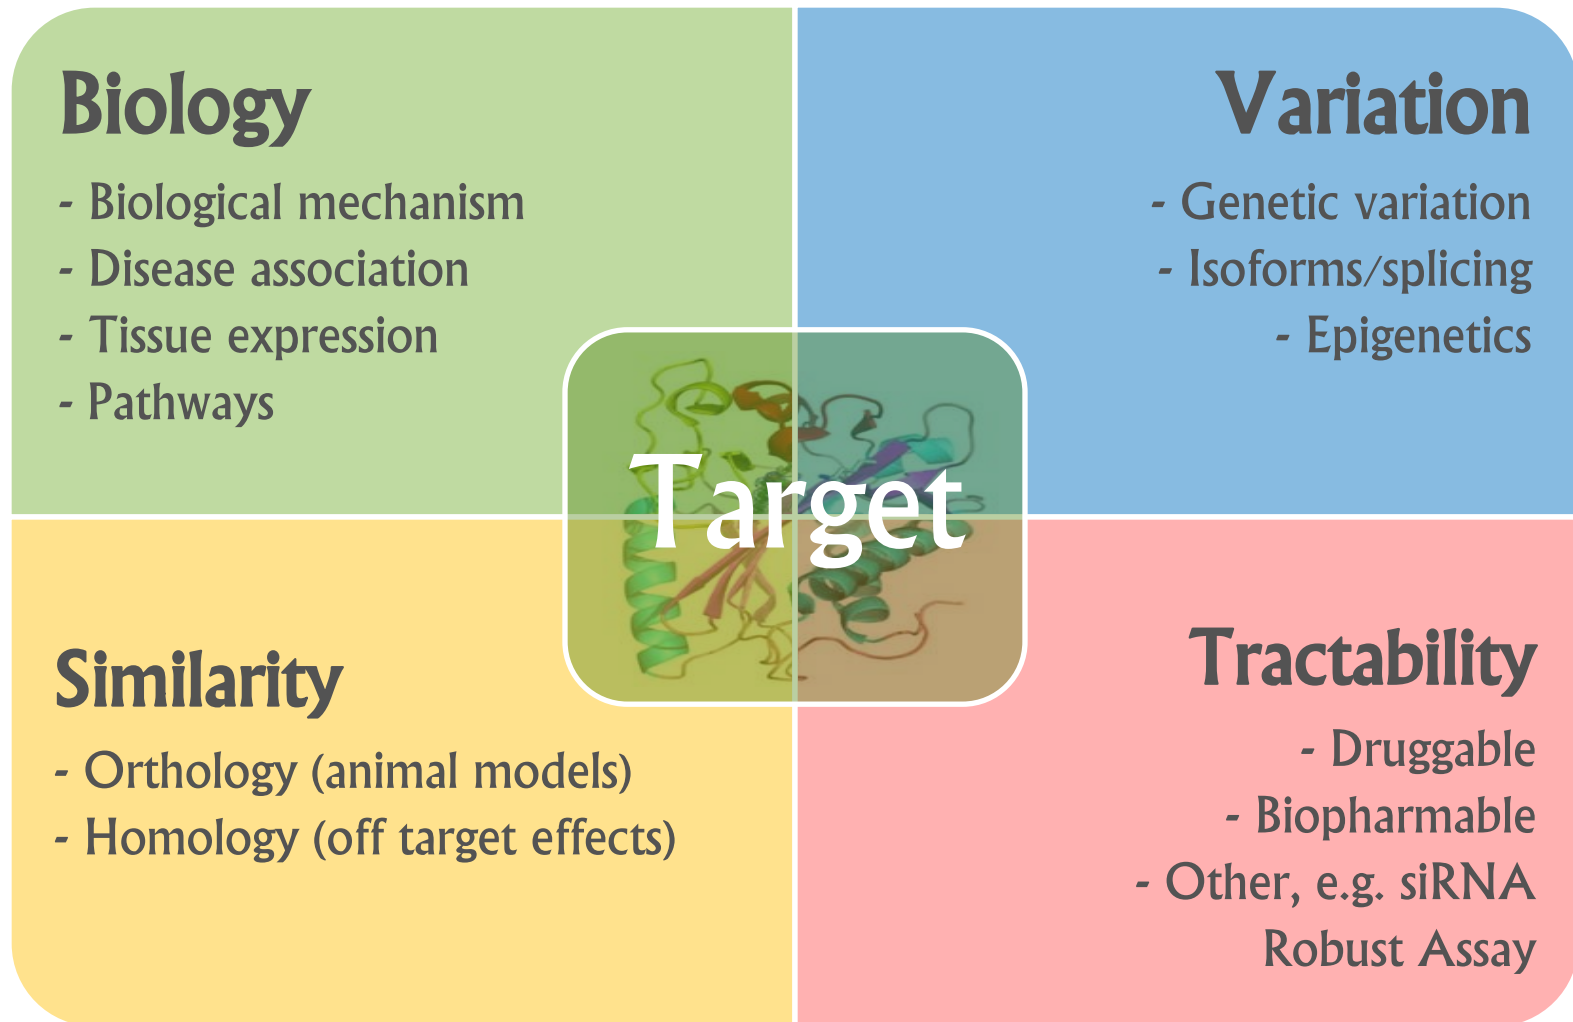 Biology
- Biological mechanism
- Disease association
- Tissue expression
- Pathways
Variation
- Genetic variation
- Isoforms/splicing
- Epigenetics
Target
Similarity
- Orthology (animal models)
- Homology (off target effects)
Tractability
- Druggable
- Biopharmable
- Other, e.g. siRNA
Robust Assay